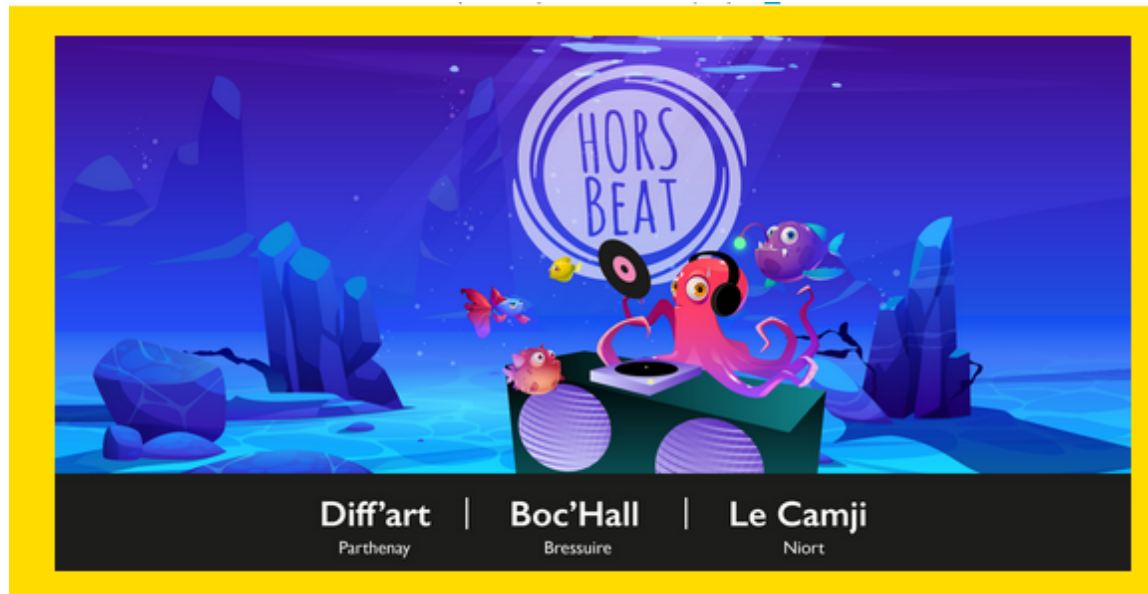 HORS
BEAT
Diff'art | Boc'Hall | Le Camji
Parthenay Bressuire Niort